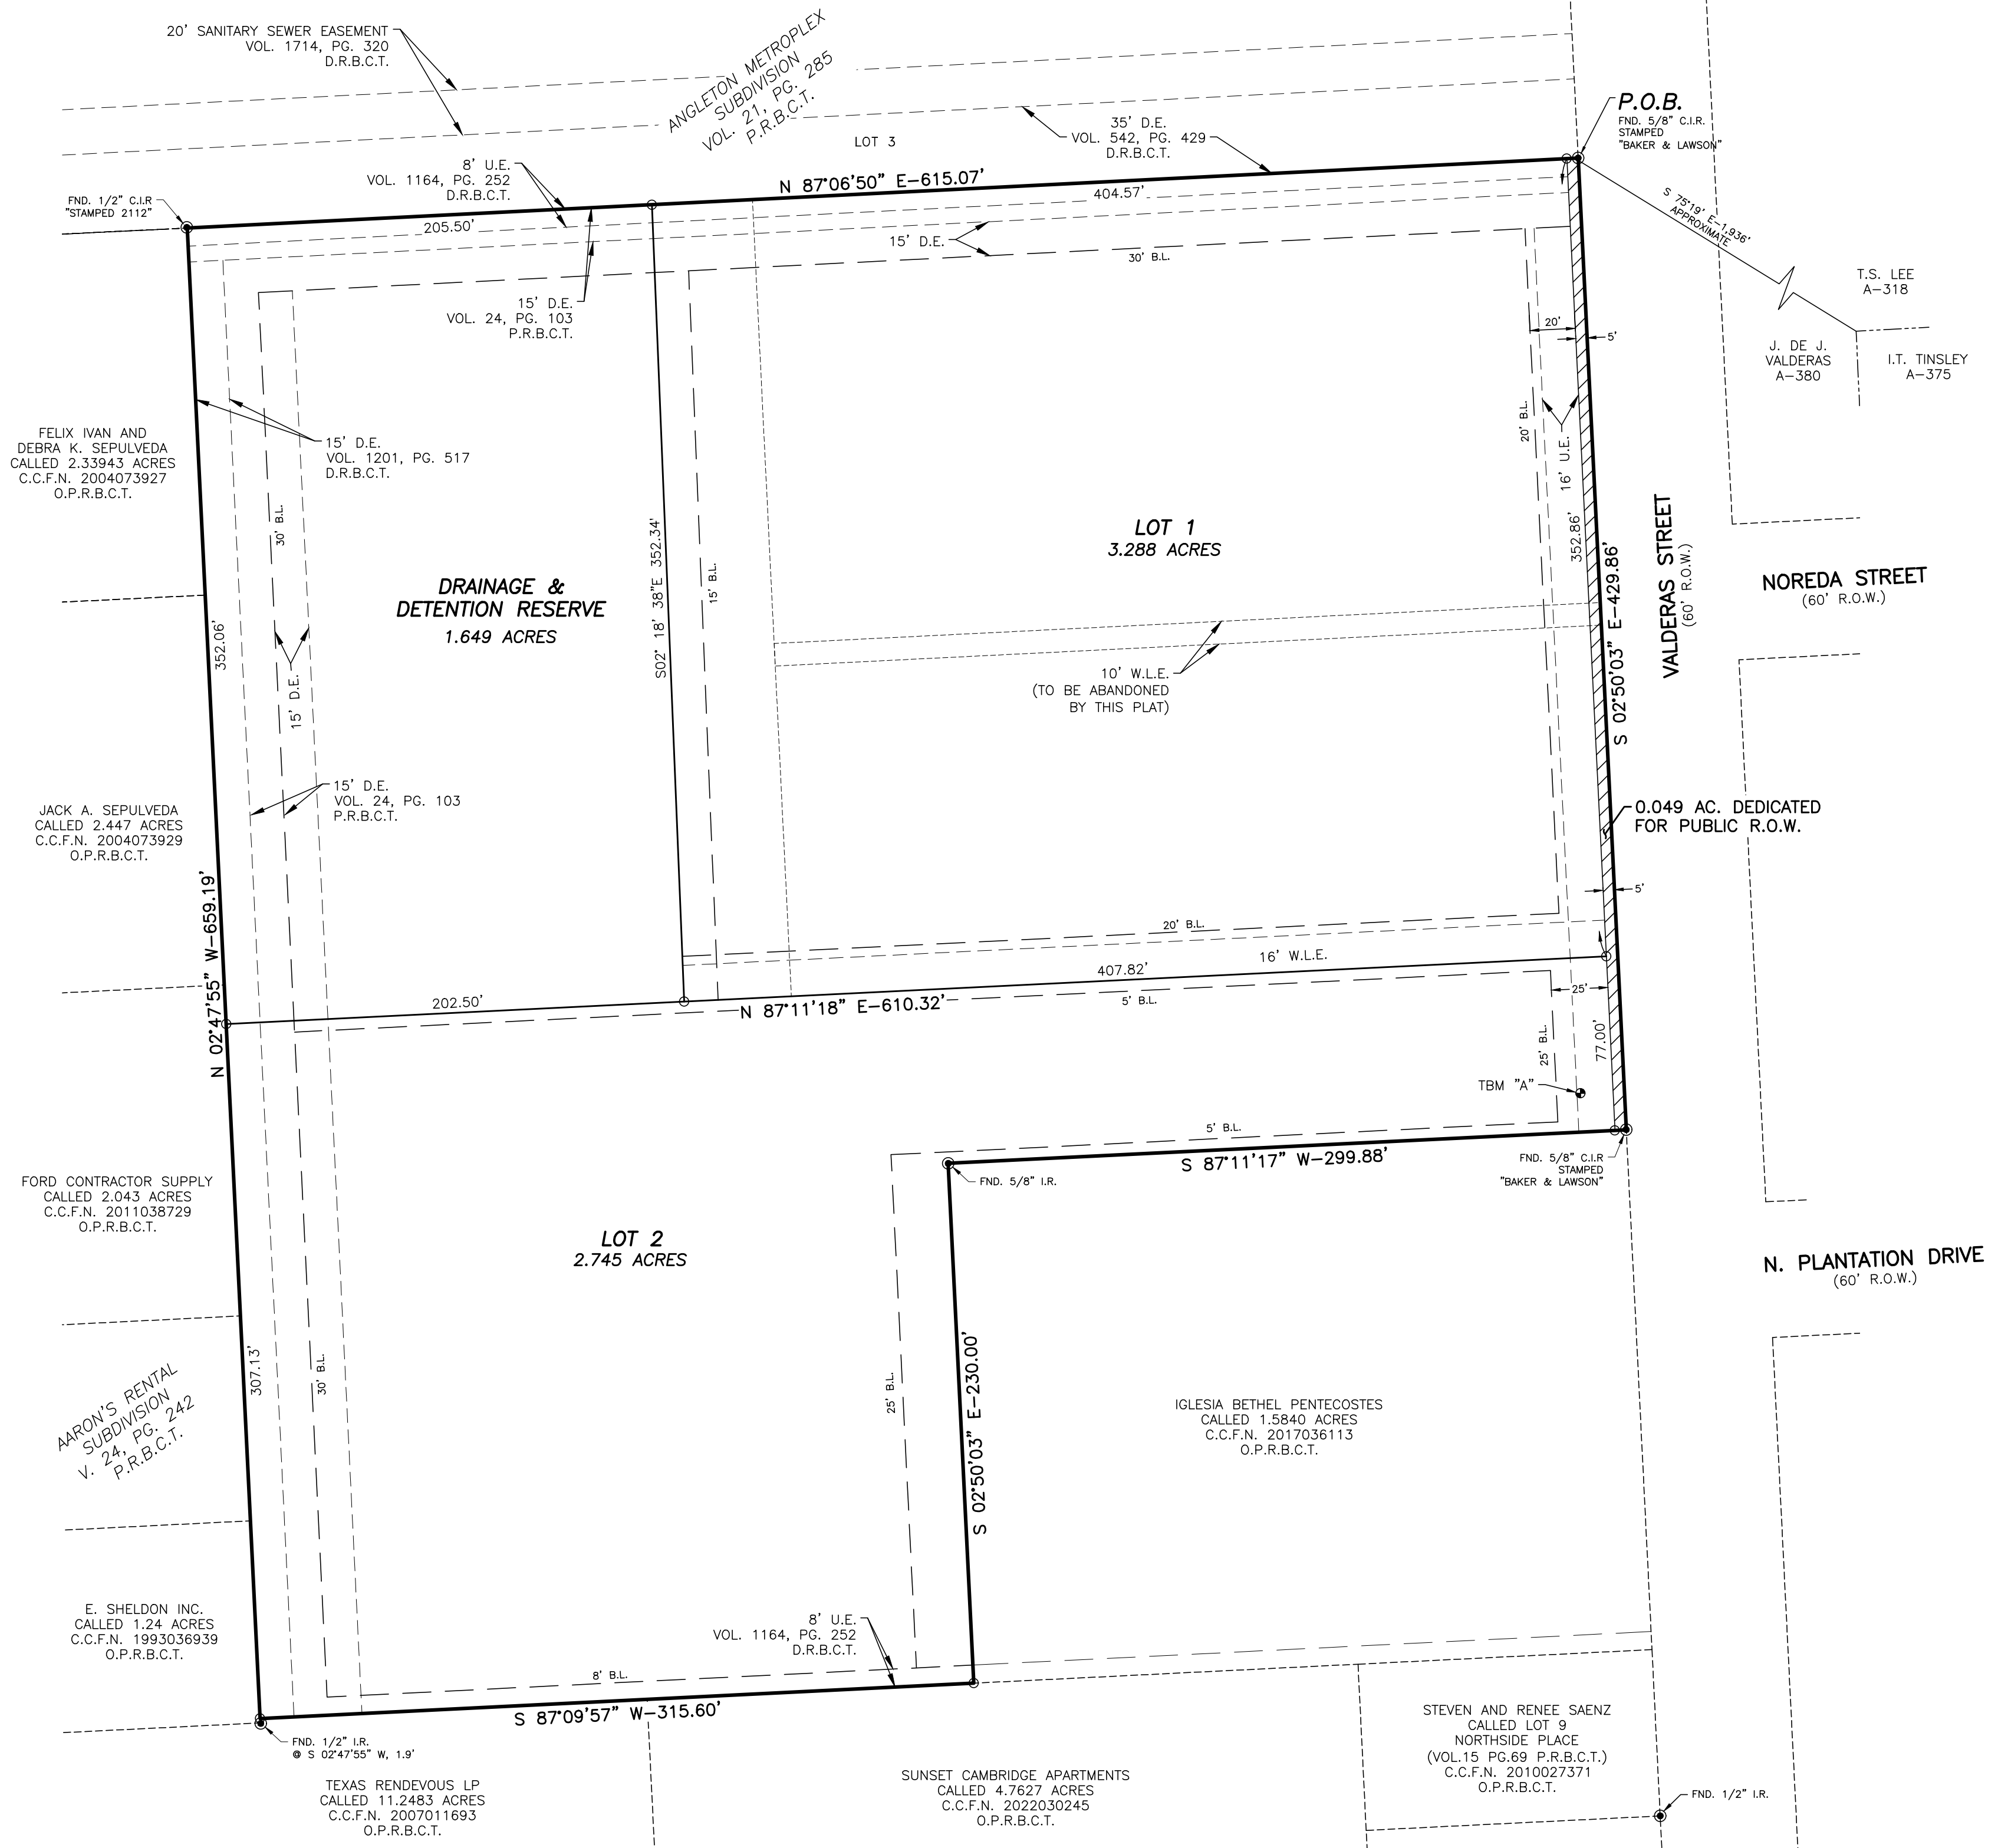 20' SANITARY SEWER EASEMENT
VOL. 1714, PG. 320
D.R.B.C.T.
ANGLETON METROPLEX
SUBDIVISION
VOL. 21, PG. 285
P.R.B.C.T.
LOT 3
35' D.E.
VOL. 542, PG. 429
D.R.B.C.T.
P.O.B.
FND. 5/8" C.I.R.
STAMPED
"BAKER & LAWSON"
8' U.E.
VOL. 1164, PG. 252
D.R.B.C.T.
FND. 1/2" C.I.R
"STAMPED 2112"
N 87°06'50" E-615.07'
205.50'
404.57'
15' D.E.
30' B.L.
S 75°19' E-1,936'
APPROXIMATE
T.S. LEE
A-318
J. DE J.
VALDERAS
A-380
I.T. TINSLEY
A-375
15' D.E.
VOL. 24, PG. 103
P.R.B.C.T.
20'
5'
FELIX IVAN AND
DEBRA K. SEPULVEDA
CALLED 2.33943 ACRES
C.C.F.N. 2004073927
O.P.R.B.C.T.
15' D.E.
VOL. 1201, PG. 517
D.R.B.C.T.
30' B.L.
20' B.L.
16' U.E.
352.86'
S 02°50'03" E-429.86'
VALDERAS STREET
(60' R.O.W.)
NOREDA STREET
(60' R.O.W.)
LOT 1
3.288 ACRES
DRAINAGE &
DETENTION RESERVE
1.649 ACRES
S02° 18' 38"E 352.34'
15' B.L.
352.06'
15' D.E.
10' W.L.E.
(TO BE ABANDONED
BY THIS PLAT)
15' D.E.
VOL. 24, PG. 103
P.R.B.C.T.
JACK A. SEPULVEDA
CALLED 2.447 ACRES
C.C.F.N. 2004073929
O.P.R.B.C.T.
0.049 AC. DEDICATED
FOR PUBLIC R.O.W.
5'
N 02°47'55" W-659.19'
20' B.L.
16' W.L.E.
407.82'
202.50'
N 87°11'18" E-610.32'
5' B.L.
25'
25' B.L.
77.00'
TBM "A"
5' B.L.
S 87°11'17" W-299.88'
FND. 5/8" I.R.
FND. 5/8" C.I.R
STAMPED
"BAKER & LAWSON"
FORD CONTRACTOR SUPPLY
CALLED 2.043 ACRES
C.C.F.N. 2011038729
O.P.R.B.C.T.
LOT 2
2.745 ACRES
N. PLANTATION DRIVE
(60' R.O.W.)
307.13'
30' B.L.
25' B.L.
S 02°50'03" E-230.00'
AARON'S RENTAL
SUBDIVISION
V. 24, PG. 242
P.R.B.C.T.
IGLESIA BETHEL PENTECOSTES
CALLED 1.5840 ACRES
C.C.F.N. 2017036113
O.P.R.B.C.T.
E. SHELDON INC.
CALLED 1.24 ACRES
C.C.F.N. 1993036939
O.P.R.B.C.T.
8' U.E.
VOL. 1164, PG. 252
D.R.B.C.T.
8' B.L.
S 87°09'57" W-315.60'
FND. 1/2" I.R.
@ S 02°47'55" W, 1.9'
TEXAS RENDEVOUS LP
CALLED 11.2483 ACRES
C.C.F.N. 2007011693
O.P.R.B.C.T.
SUNSET CAMBRIDGE APARTMENTS
CALLED 4.7627 ACRES
C.C.F.N. 2022030245
O.P.R.B.C.T.
STEVEN AND RENEE SAENZ
CALLED LOT 9
NORTHSIDE PLACE
(VOL.15 PG.69 P.R.B.C.T.)
C.C.F.N. 2010027371
O.P.R.B.C.T.
FND. 1/2" I.R.